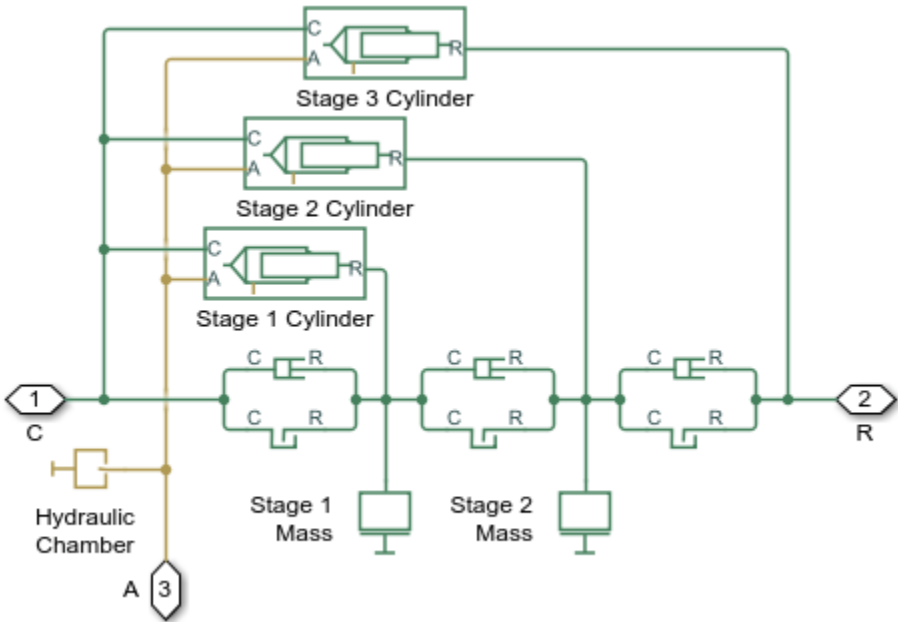 C
A
R
Stage 3 Cylinder
C
A
R
Stage 2 Cylinder
C
A
R
Stage 1 Cylinder
C R C R C R
1 2
C R C R C R
C R
Stage 1
Mass
Stage 2
Mass
Hydraulic
Chamber
A 3